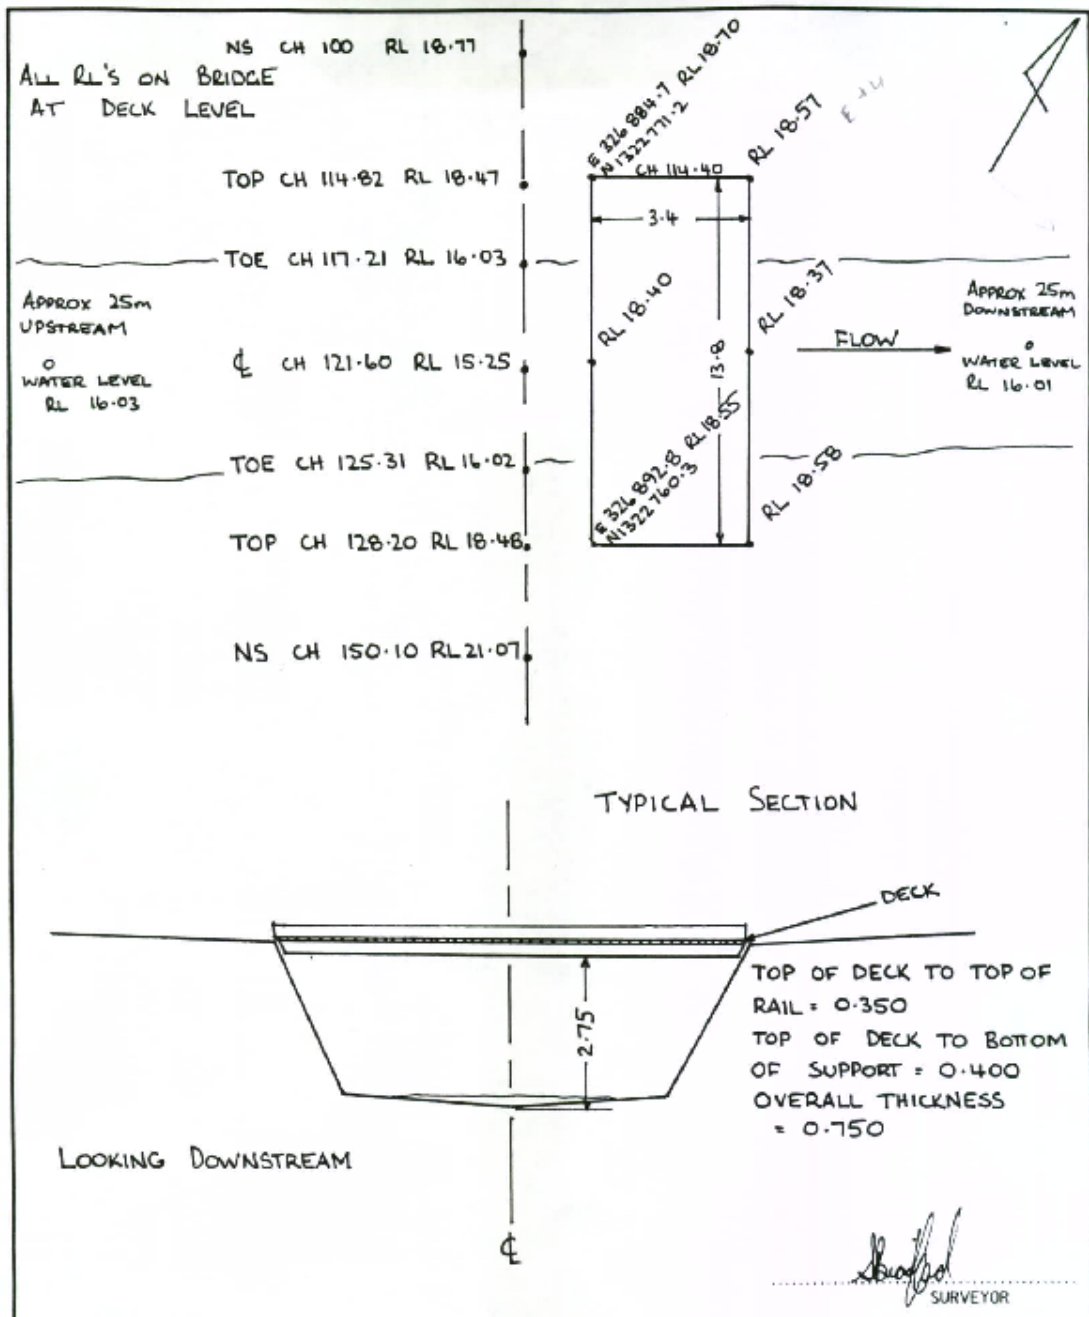 NS CH 100 RL 18.77
ALL RL'S ON BRIDGE
AT DECK LEVEL
E 326 884.7 RL 18.70
N 1322 771.2
RL 18.57
TOP CH 114.82 RL 18.47
CH 114.40
3.4
TOE CH 117.21 RL 16.03
APPROX 25m
UPSTREAM
WATER LEVEL
RL 16.03
RL 18.40
RL 18.37
APPROX 25m
DOWNSTREAM
FLOW
WATER LEVEL
RL 16.01
℄ CH 121.60 RL 15.25
13.8
TOE CH 125.31 RL 16.02
E 326 892.8 RL 18.55
N 1322 760.3
RL 18.58
TOP CH 128.20 RL 18.48
NS CH 150.10 RL 21.07
TYPICAL SECTION
DECK
2.75
TOP OF DECK TO TOP OF
RAIL = 0.350
TOP OF DECK TO BOTTOM
OF SUPPORT = 0.400
OVERALL THICKNESS
= 0.750
LOOKING DOWNSTREAM
℄
SURVEYOR